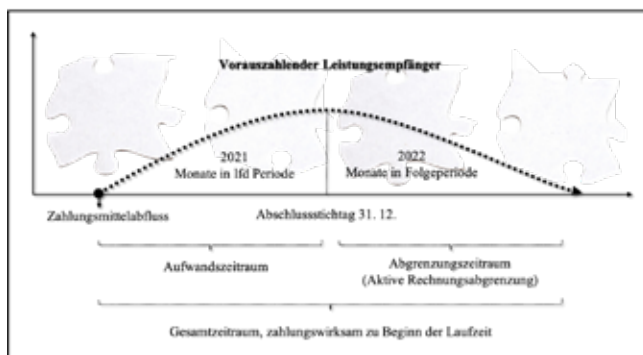 Vorauszahlender Leistungsempfänger
2021
Monate in lfd Periode
2022
Monate in Folgeperiode
Zahlungsmittelabfluss
Abschlussstichtag 31. 12.
Aufwandszeitraum
Abgrenzungszeitraum
(Aktive Rechnungsabgrenzung)
Gesamtzeitraum, zahlungswirksam zu Beginn der Laufzeit